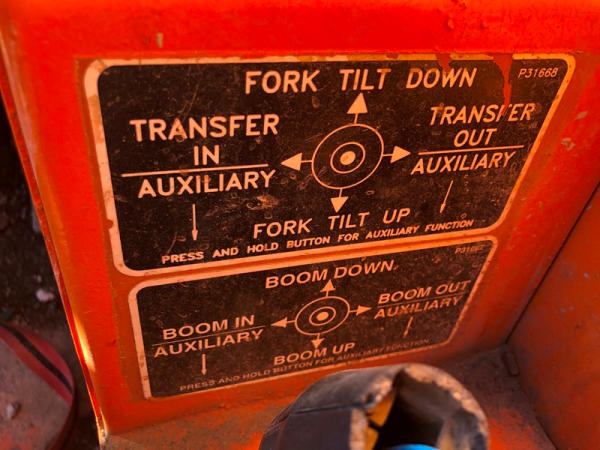 FORK TILT DOWN
P31668
TRANSFER
IN
AUXILIARY
TRANSFER
OUT
AUXILIARY
FORK TILT UP
PRESS AND HOLD BUTTON FOR AUXILIARY FUNCTION
BOOM DOWN
BOOM IN
AUXILIARY
BOOM OUT
AUXILIARY
BOOM UP
PRESS AND HOLD BUTTON FOR AUXILIARY FUNCTION